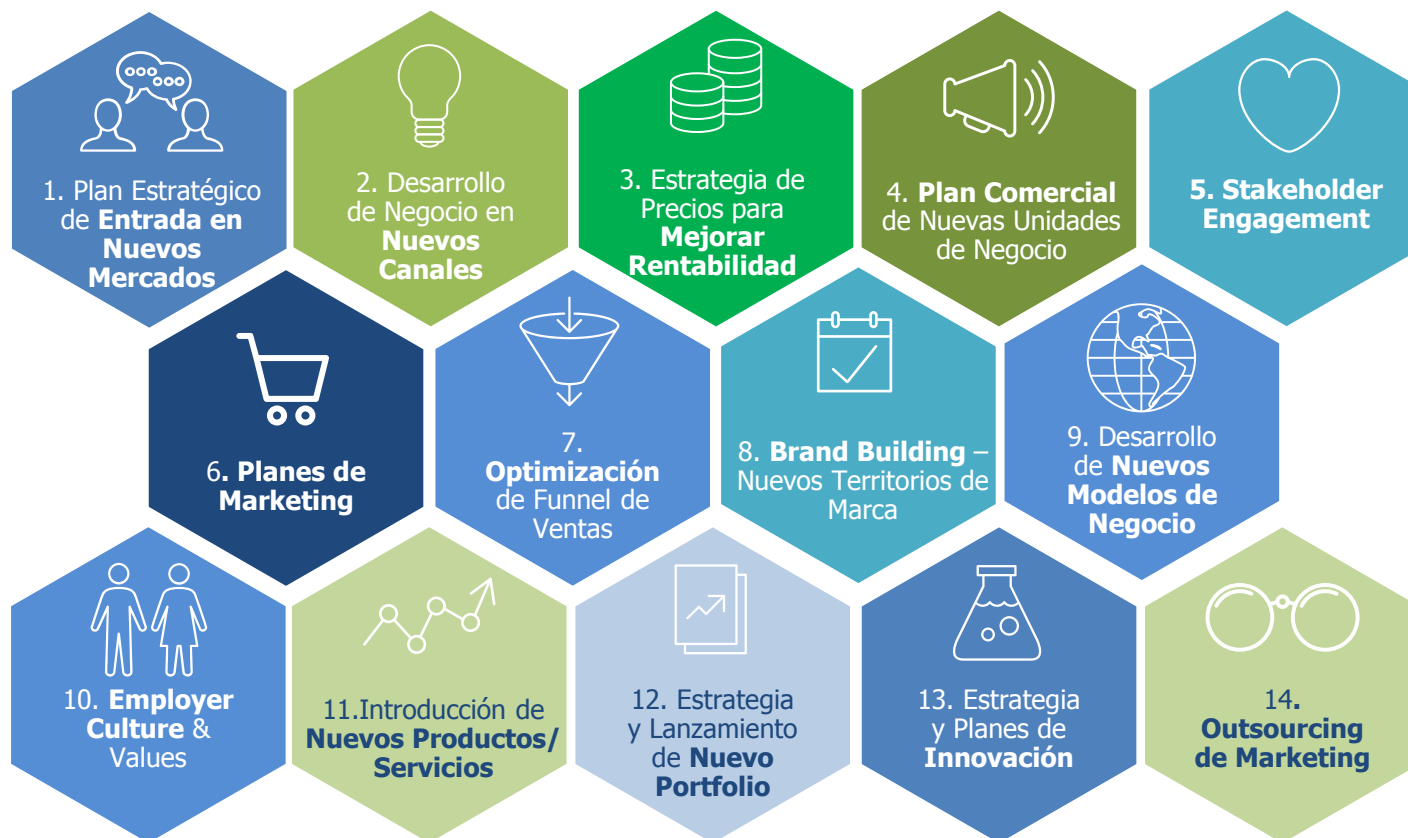 1. Plan Estratégico
de Entrada en
Nuevos
Mercados
2. Desarrollo
de Negocio en
Nuevos
Canales
3. Estrategia de
Precios para
Mejorar
Rentabilidad
4. Plan Comercial
de Nuevas Unidades
de Negocio
5. Stakeholder
Engagement
6. Planes de
Marketing
7.
Optimización
de Funnel de
Ventas
8. Brand Building –
Nuevos Territorios de
Marca
9. Desarrollo
de Nuevos
Modelos de
Negocio
10. Employer
Culture &
Values
11.Introducción de
Nuevos Productos/
Servicios
12. Estrategia
y Lanzamiento
de Nuevo
Portfolio
13. Estrategia
y Planes de
Innovación
14.
Outsourcing
de Marketing